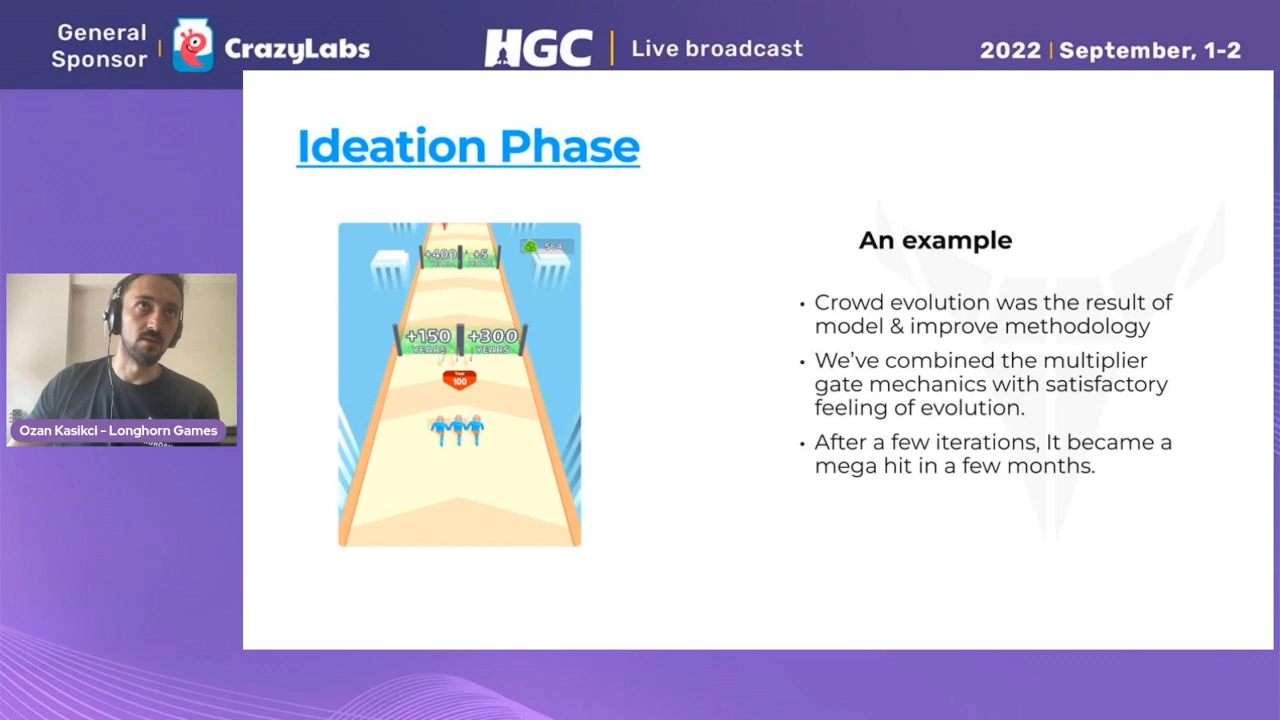 General
Sponsor
CrazyLabs
HGC
Live broadcast
2022 | September, 1-2
Ideation Phase
+400
+5
564
+150
YEARS
+300
YEARS
100
An example
• Crowd evolution was the result of
model & improve methodology
• We’ve combined the multiplier
gate mechanics with satisfactory
feeling of evolution.
• After a few iterations, It became a
mega hit in a few months.
Ozan Kasikci - Longhorn Games